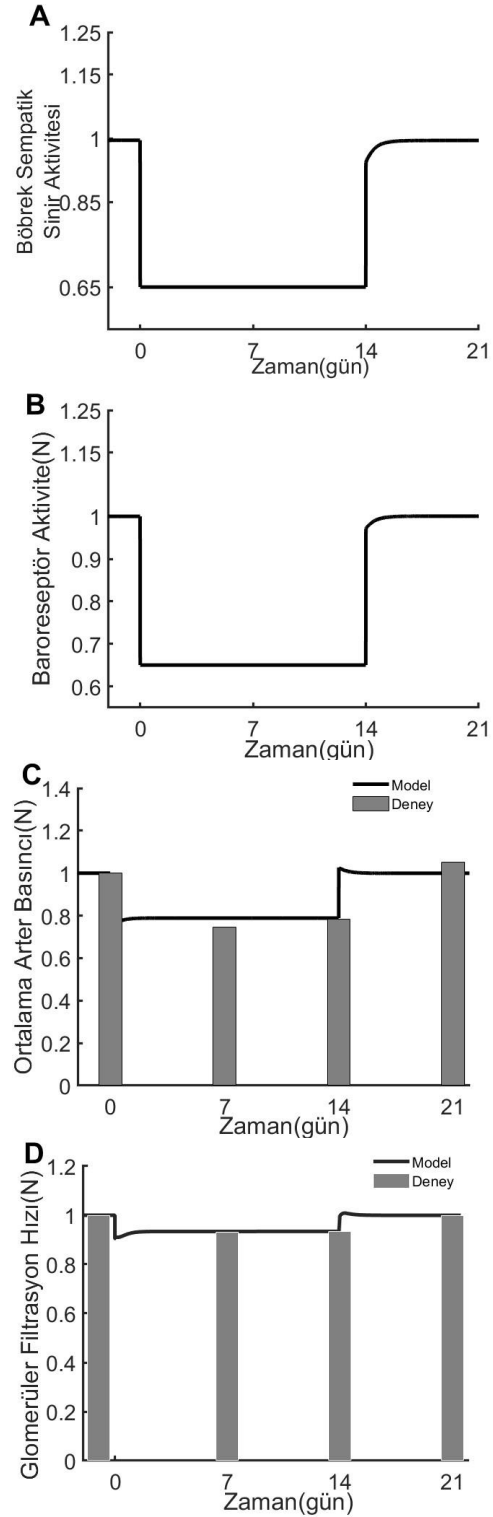 A
Böbrek Sempatik
Sinir Aktivitesi
1.25
1.15
1
0.85
0.65
0 7 14 21
Zaman(gün)
B
Baroreseptör Aktivite(N)
1.25
1.15
1
0.9
0.8
0.7
0.6
0 7 14 21
Zaman(gün)
C
Ortalama Arter Basıncı(N)
1.4
1.2
1
0.8
0.6
0.4
0.2
0
Model
Deney
0 7 14 21
Zaman(gün)
D
Glomerüler Filtrasyon Hızı(N)
1.2
1
0.8
0.6
0.4
0.2
0
Model
Deney
0 7 14 21
Zaman(gün)